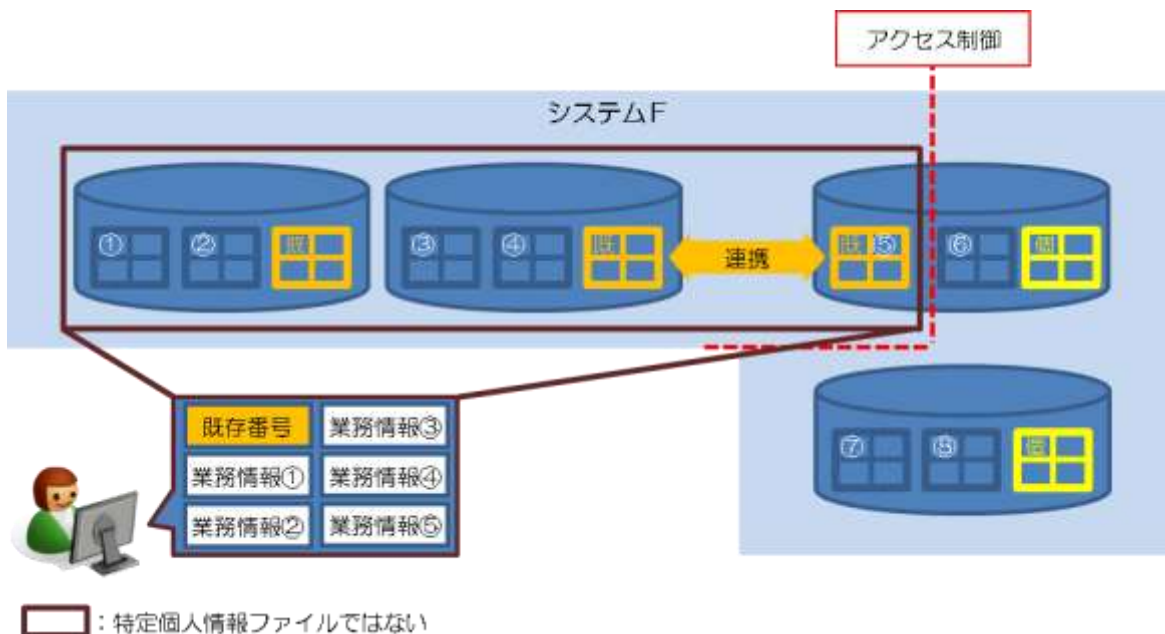 アクセス制御
システムF
① ② 既
③ ④ 既
連携
既 ⑤ ⑥ 個
既存番号 業務情報③
業務情報① 業務情報④
業務情報② 業務情報⑤
⑦ ⑧ 個
：特定個人情報ファイルではない